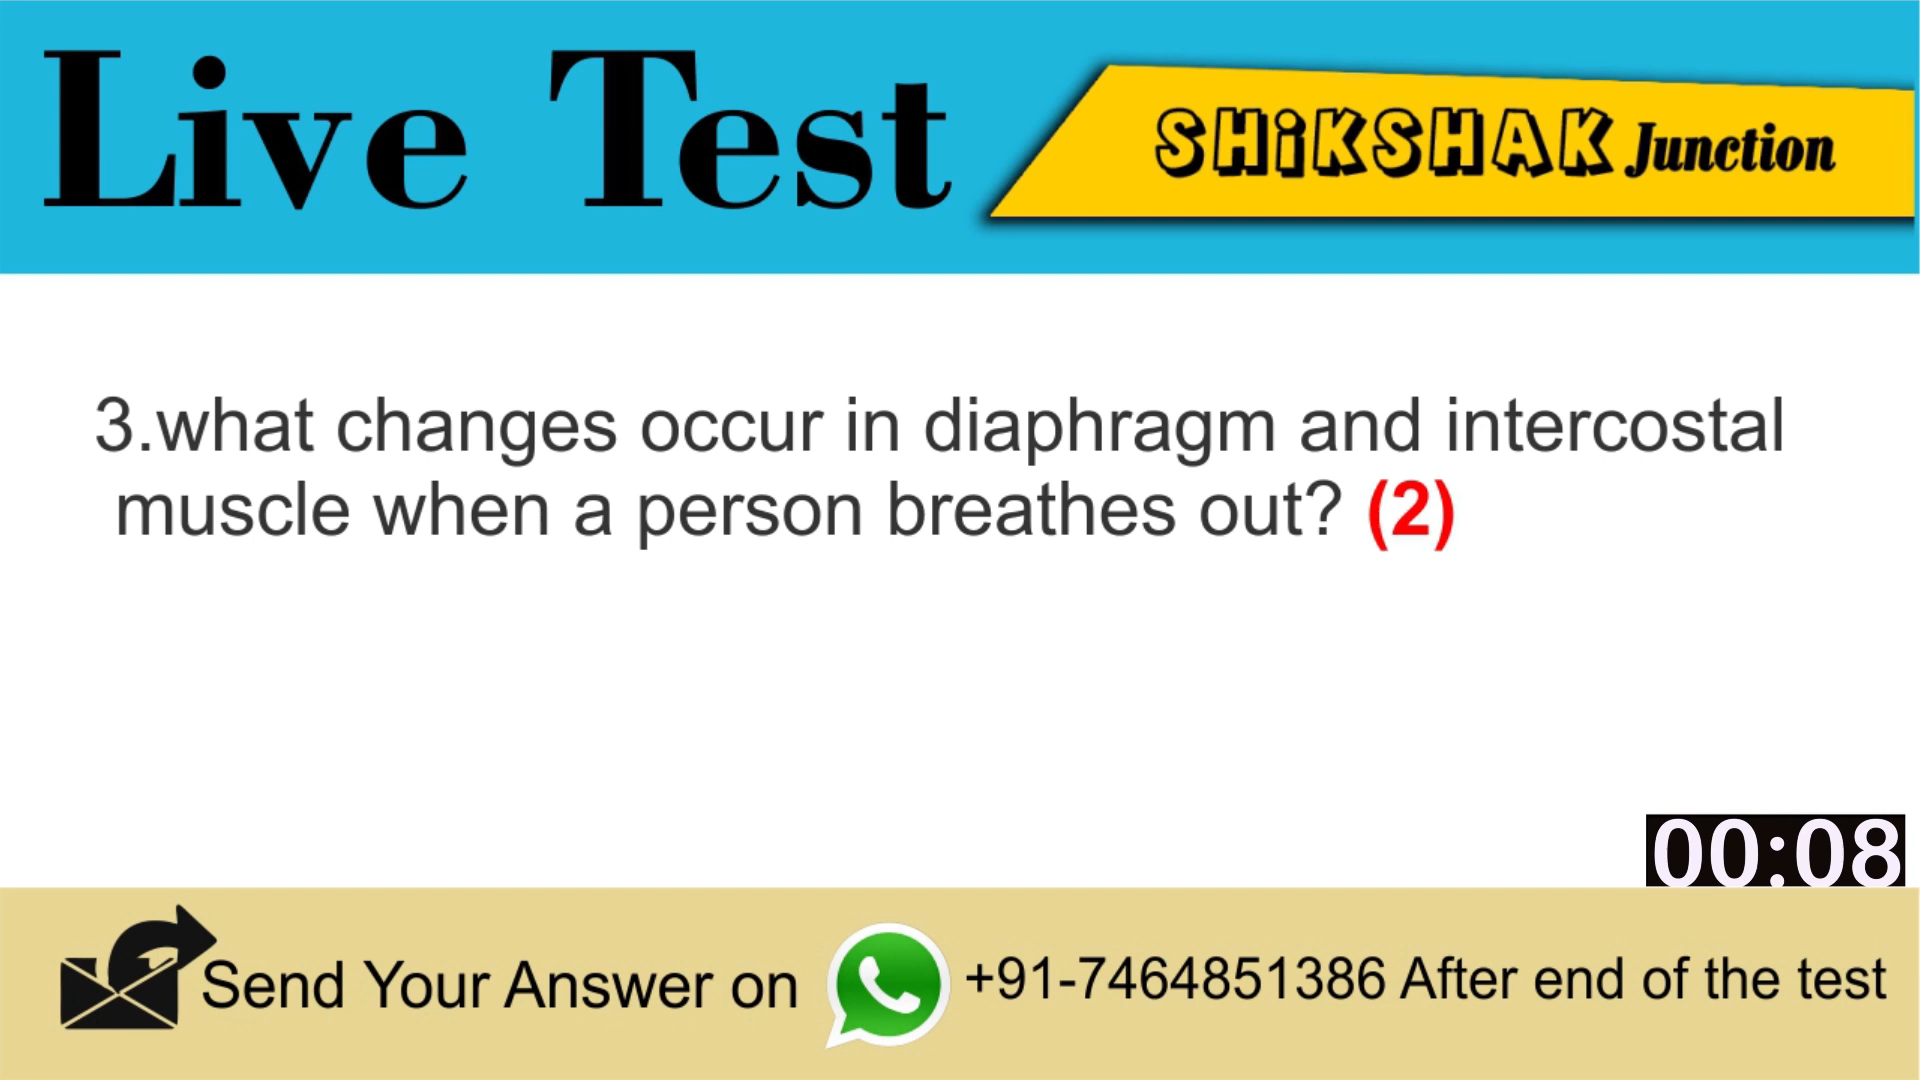 Live Test
SHiKSHAK Junction
3.what changes occur in diaphragm and intercostal
muscle when a person breathes out? (2)
00:08
Send Your Answer on +91-7464851386 After end of the test